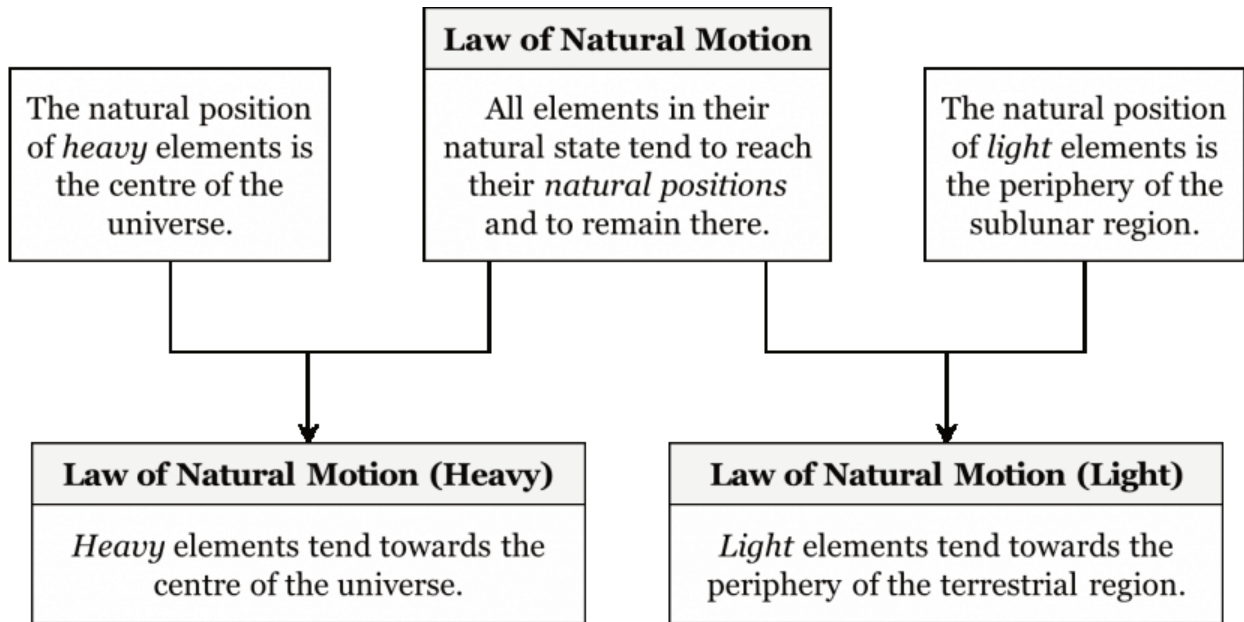 Law of Natural Motion
The natural position
of heavy elements is
the centre of the
universe.
All elements in their
natural state tend to reach
their natural positions
and to remain there.
The natural position
of light elements is
the periphery of the
sublunar region.
Law of Natural Motion (Heavy)
Heavy elements tend towards the
centre of the universe.
Law of Natural Motion (Light)
Light elements tend towards the
periphery of the terrestrial region.